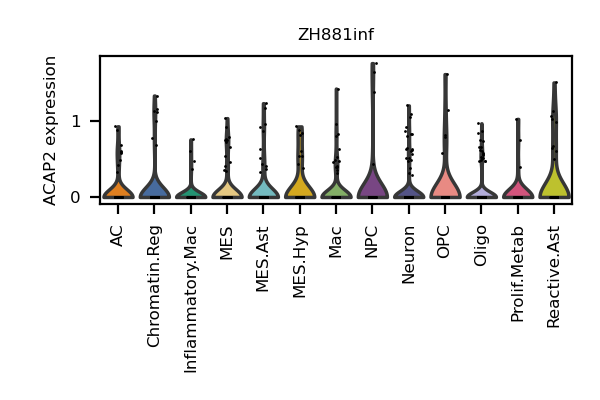 ZH881inf
ACAP2 expression
1
0
AC
Chromatin.Reg
Inflammatory.Mac
MES
MES.Ast
MES.Hyp
Mac
NPC
Neuron
OPC
Oligo
Prolif.Metab
Reactive.Ast